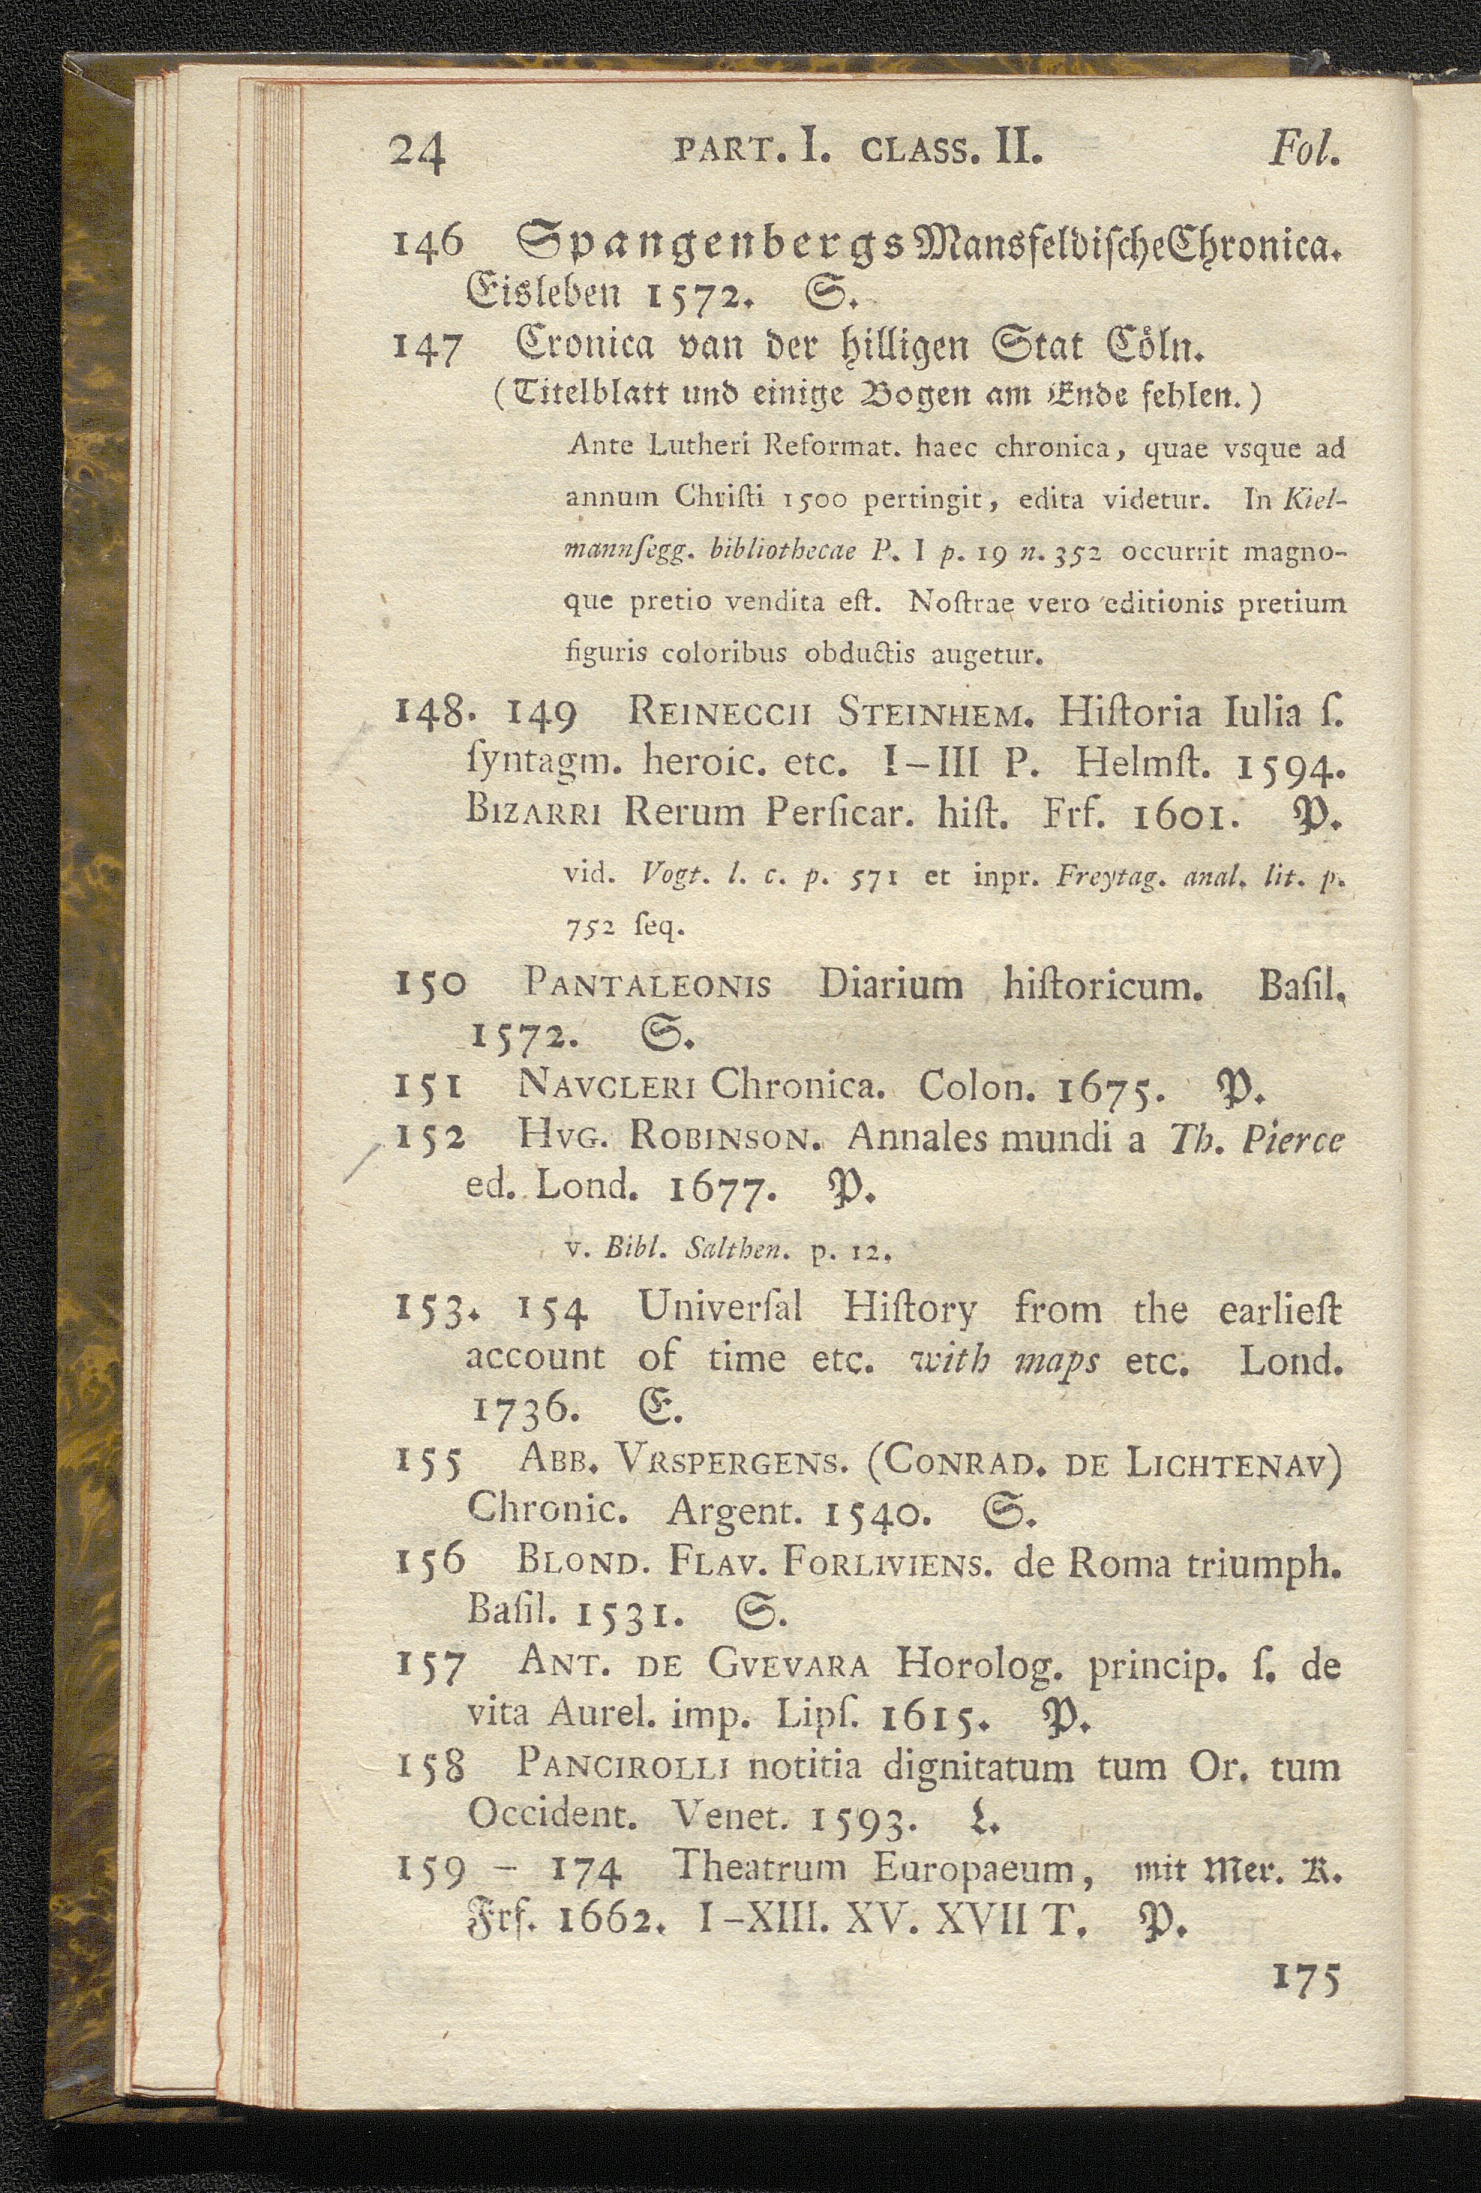 24 PART. I. CLASS. II. Fol.
146 Spangenbergs Mansfeldiſche Chronica.
Eisleben 1572. S.
147 Cronica van der hilligen Stat Cöln.
(Titelblatt und einige Bogen am Ende fehlen.)
Ante Lutheri Reformat. haec chronica, quae vsque ad
annum Chriſti 1500 pertingit, edita videtur. In Kiel-
mannſegg. bibliothecae P. I p. 19 n. 352 occurrit magno-
que pretio vendita eſt. Noſtrae vero editionis pretium
figuris coloribus obductis augetur.
148. 149 REINECCII STEINHEM. Hiſtoria Iulia ſ.
ſyntagm. heroic. etc. I–III P. Helmſt. 1594.
BIZARRI Rerum Perſicar. hiſt. Frf. 1601. P.
vid. Vogt. l. c. p. 571 et inpr. Freytag. anal. lit. p.
752 ſeq.
150 PANTALEONIS Diarium hiſtoricum. Baſil.
1572. S.
151 NAVCLERI Chronica. Colon. 1675. P.
152 HVG. ROBINSON. Annales mundi a Th. Pierce
ed. Lond. 1677. P.
v. Bibl. Salthen. p. 12.
153. 154 Univerſal Hiſtory from the earlieſt
account of time etc. with maps etc. Lond.
1736. E.
155 ABB. VRSPERGENS. (CONRAD. DE LICHTENAV)
Chronic. Argent. 1540. S.
156 BLOND. FLAV. FORLIVIENS. de Roma triumph.
Baſil. 1531. S.
157 ANT. DE GVEVARA Horolog. princip. ſ. de
vita Aurel. imp. Lipſ. 1615. P.
158 PANCIROLLI notitia dignitatum tum Or. tum
Occident. Venet. 1593. L.
159 – 174 Theatrum Europaeum, mit Mer. K.
Frf. 1662. I–XIII. XV. XVII T. P.
175